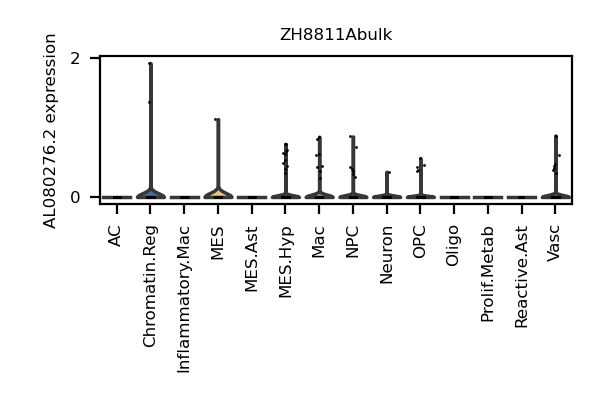 ZH8811Abulk
AL080276.2 expression
2
0
AC
Chromatin.Reg
Inflammatory.Mac
MES
MES.Ast
MES.Hyp
Mac
NPC
Neuron
OPC
Oligo
Prolif.Metab
Reactive.Ast
Vasc